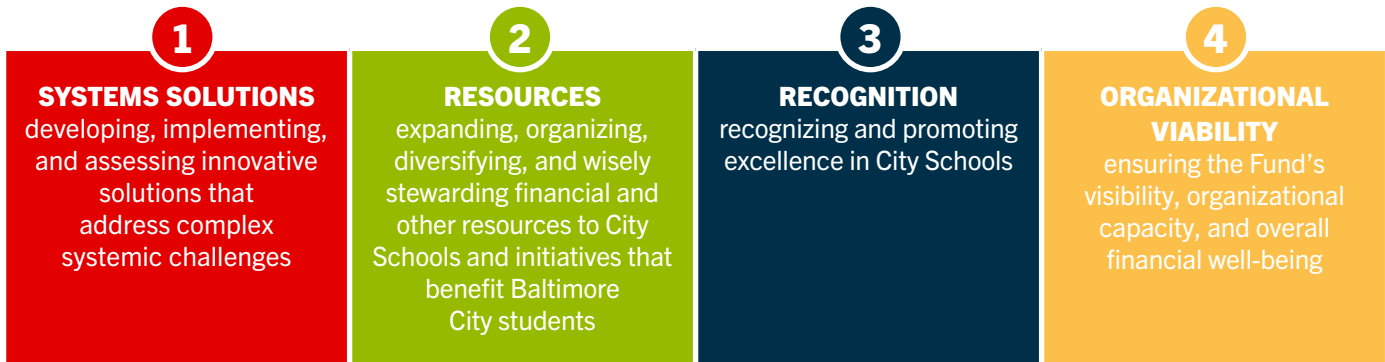 1
SYSTEMS SOLUTIONS
developing, implementing,
and assessing innovative
solutions that
address complex
systemic challenges
2
RESOURCES
expanding, organizing,
diversifying, and wisely
stewarding financial and
other resources to City
Schools and initiatives that
benefit Baltimore
City students
3
RECOGNITION
recognizing and promoting
excellence in City Schools
4
ORGANIZATIONAL
VIABILITY
ensuring the Fund’s
visibility, organizational
capacity, and overall
financial well-being